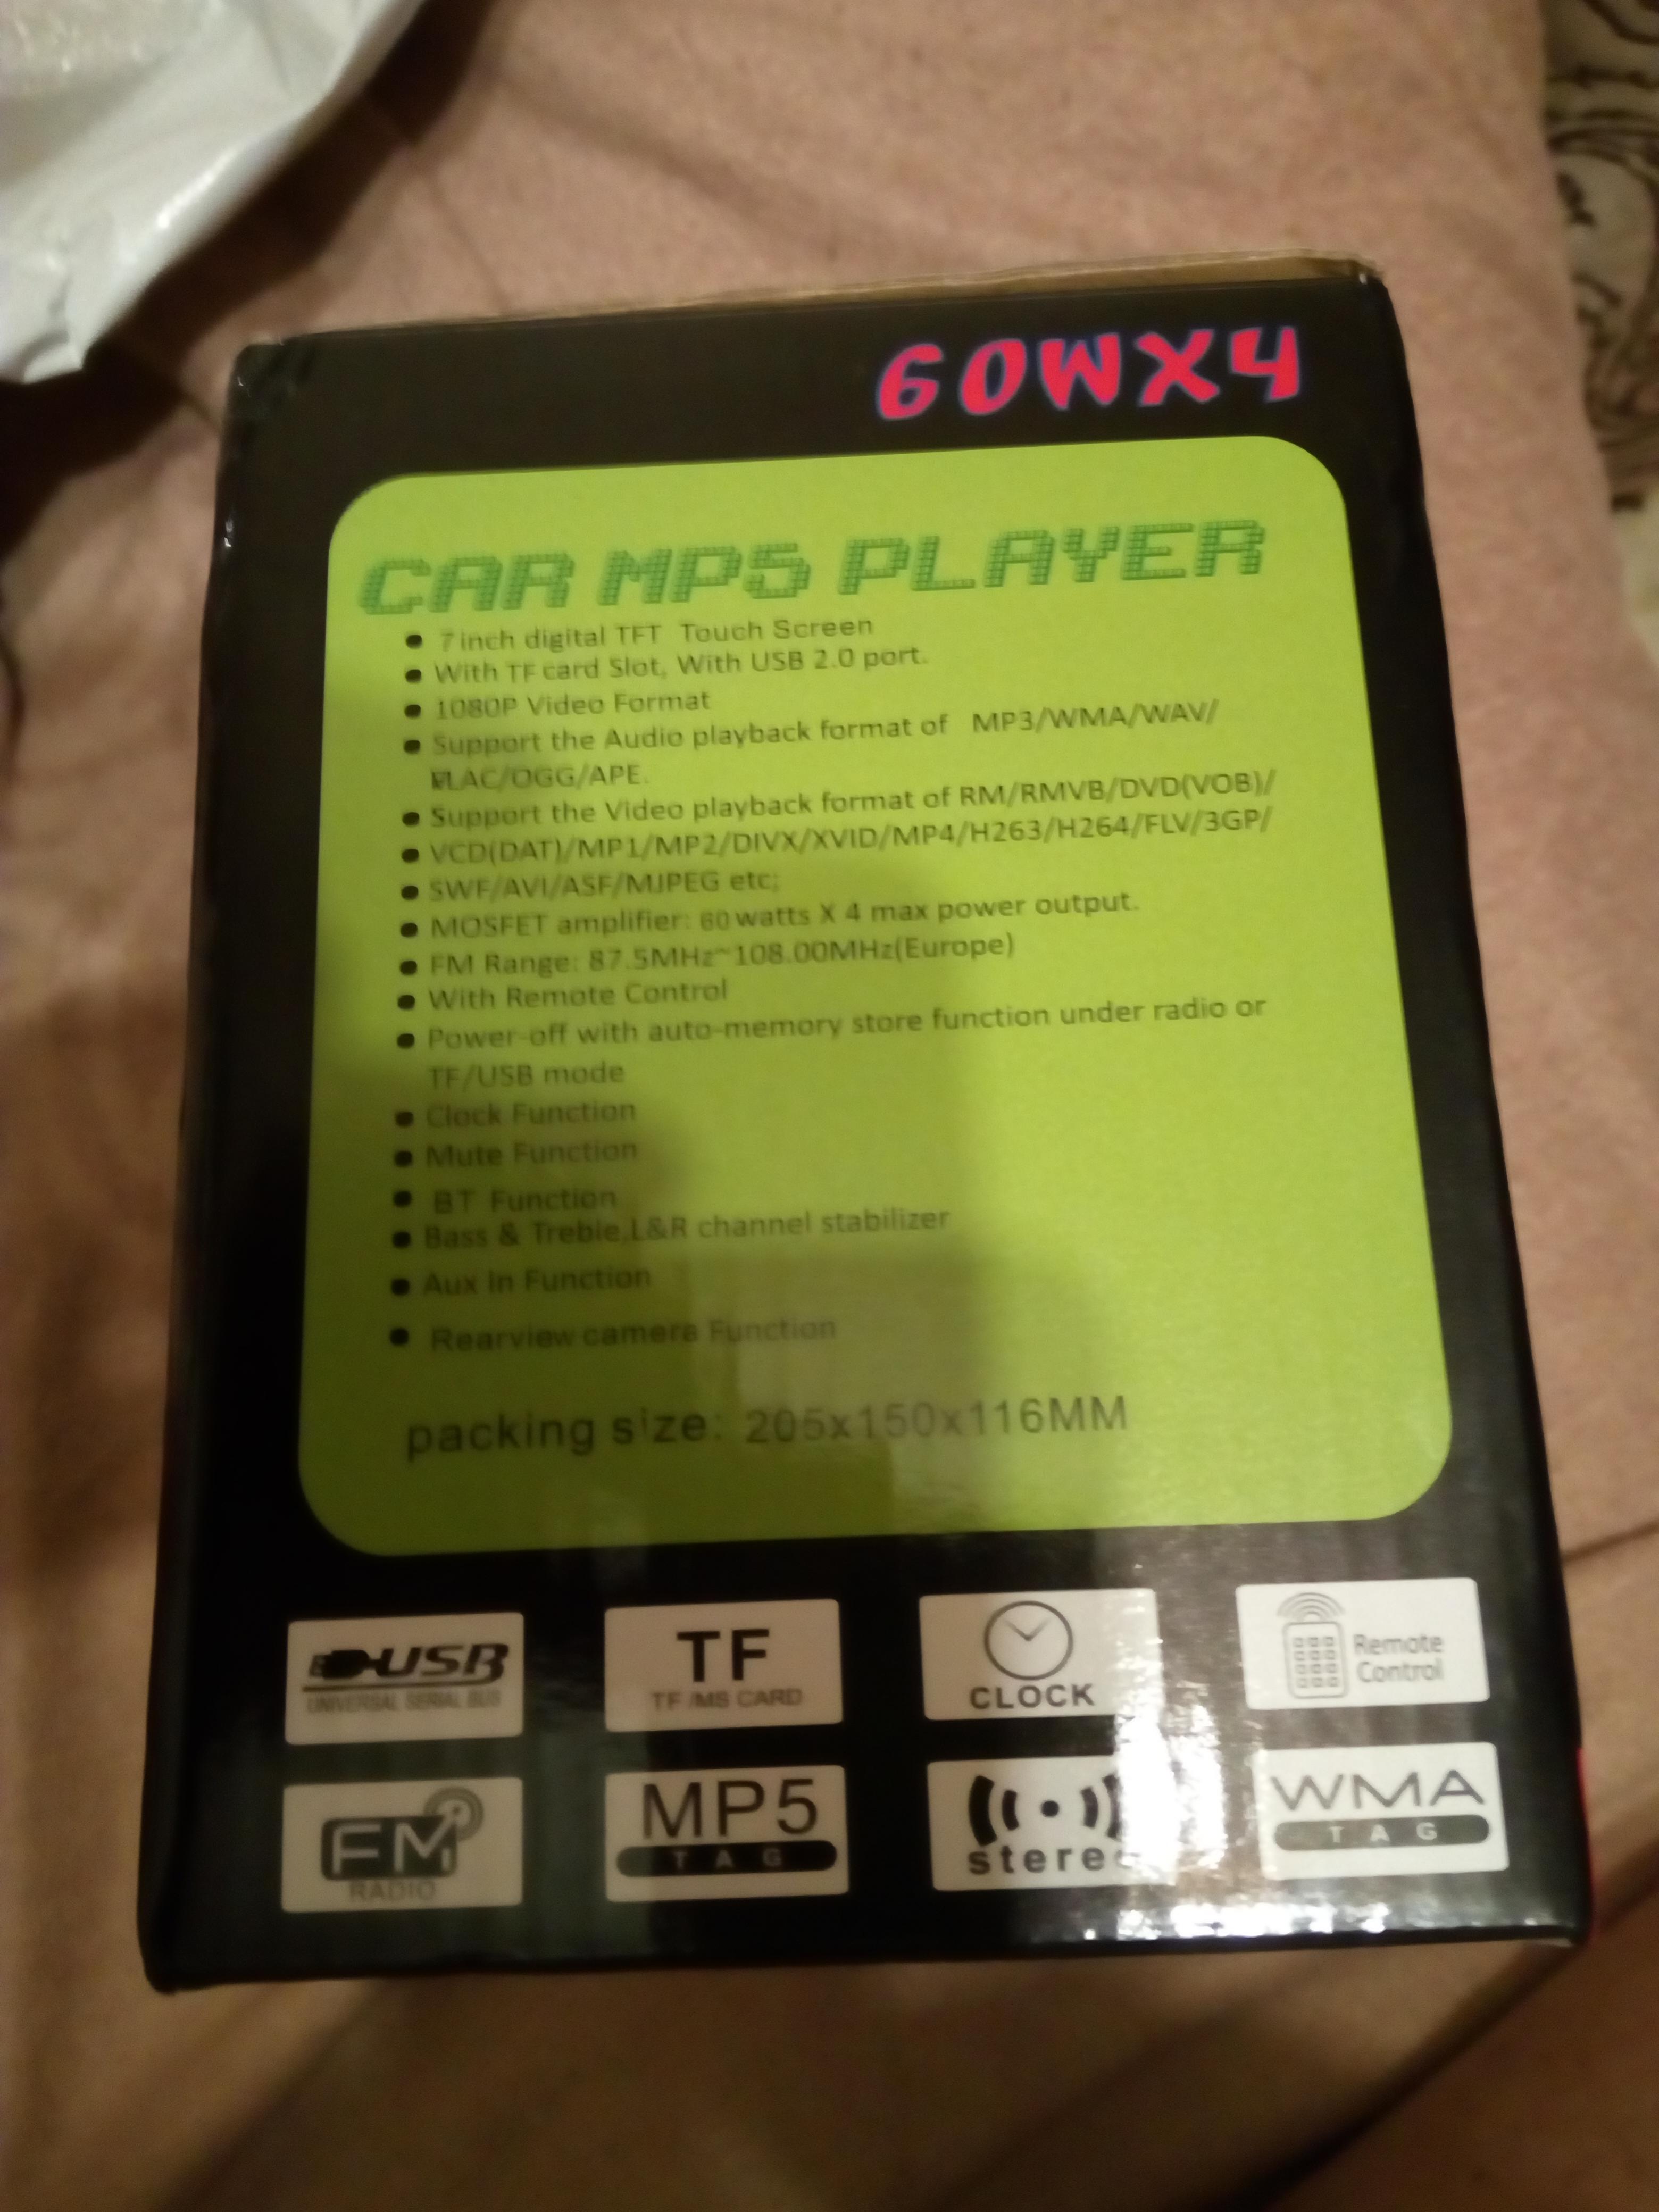 60WX4
CAR MP5 PLAYER
• 7 inch digital TFT Touch Screen
• With TF card Slot, With USB 2.0 port.
• 1080P Video Format
• Support the Audio playback format of MP3/WMA/WAV/
FLAC/OGG/APE.
• Support the Video playback format of RM/RMVB/DVD(VOB)/
• VCD(DAT)/MP1/MP2/DIVX/XVID/MP4/H263/H264/FLV/3GP/
• SWF/AVI/ASF/MJPEG etc;
• MOSFET amplifier: 60 watts X 4 max power output.
• FM Range: 87.5MHz~108.00MHz(Europe)
• With Remote Control
• Power-off with auto-memory store function under radio or
TF/USB mode
• Clock Function
• Mute Function
• BT Function
• Bass & Treble,L&R channel stabilizer
• Aux In Function
• Rearview camera Function
packing size: 205x150x116MM
USB
UNIVERSAL SERIAL BUS
TF
TF/MS CARD
CLOCK
Remote
Control
FM
RADIO
MP5
TAG
stereo
WMA
TAG